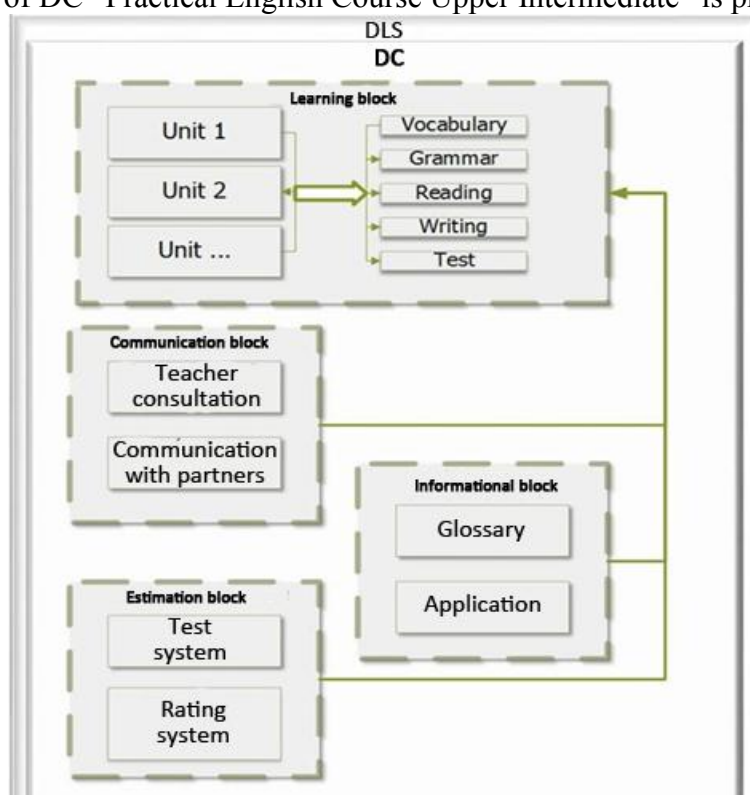 of DC "Practical English Course Upper Intermediate" is
DLS
DC
Learning block
Unit 1
Unit 2
Unit ...
Vocabulary
Grammar
Reading
Writing
Test
Communication block
Teacher
consultation
Communication
with partners
Informational block
Glossary
Application
Estimation block
Test
system
Rating
system